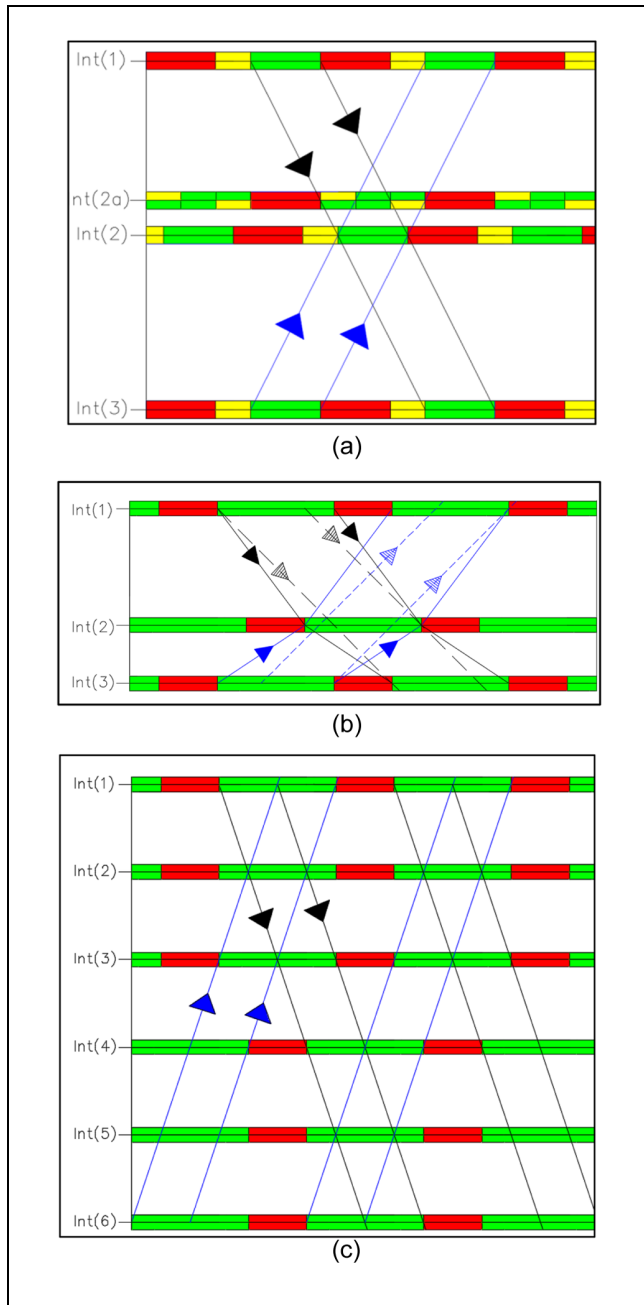 Int(1)
nt(2a)
Int(2)
Int(3)
(a)
Int(1)
Int(2)
Int(3)
(b)
Int(1)
Int(2)
Int(3)
Int(4)
Int(5)
Int(6)
(c)